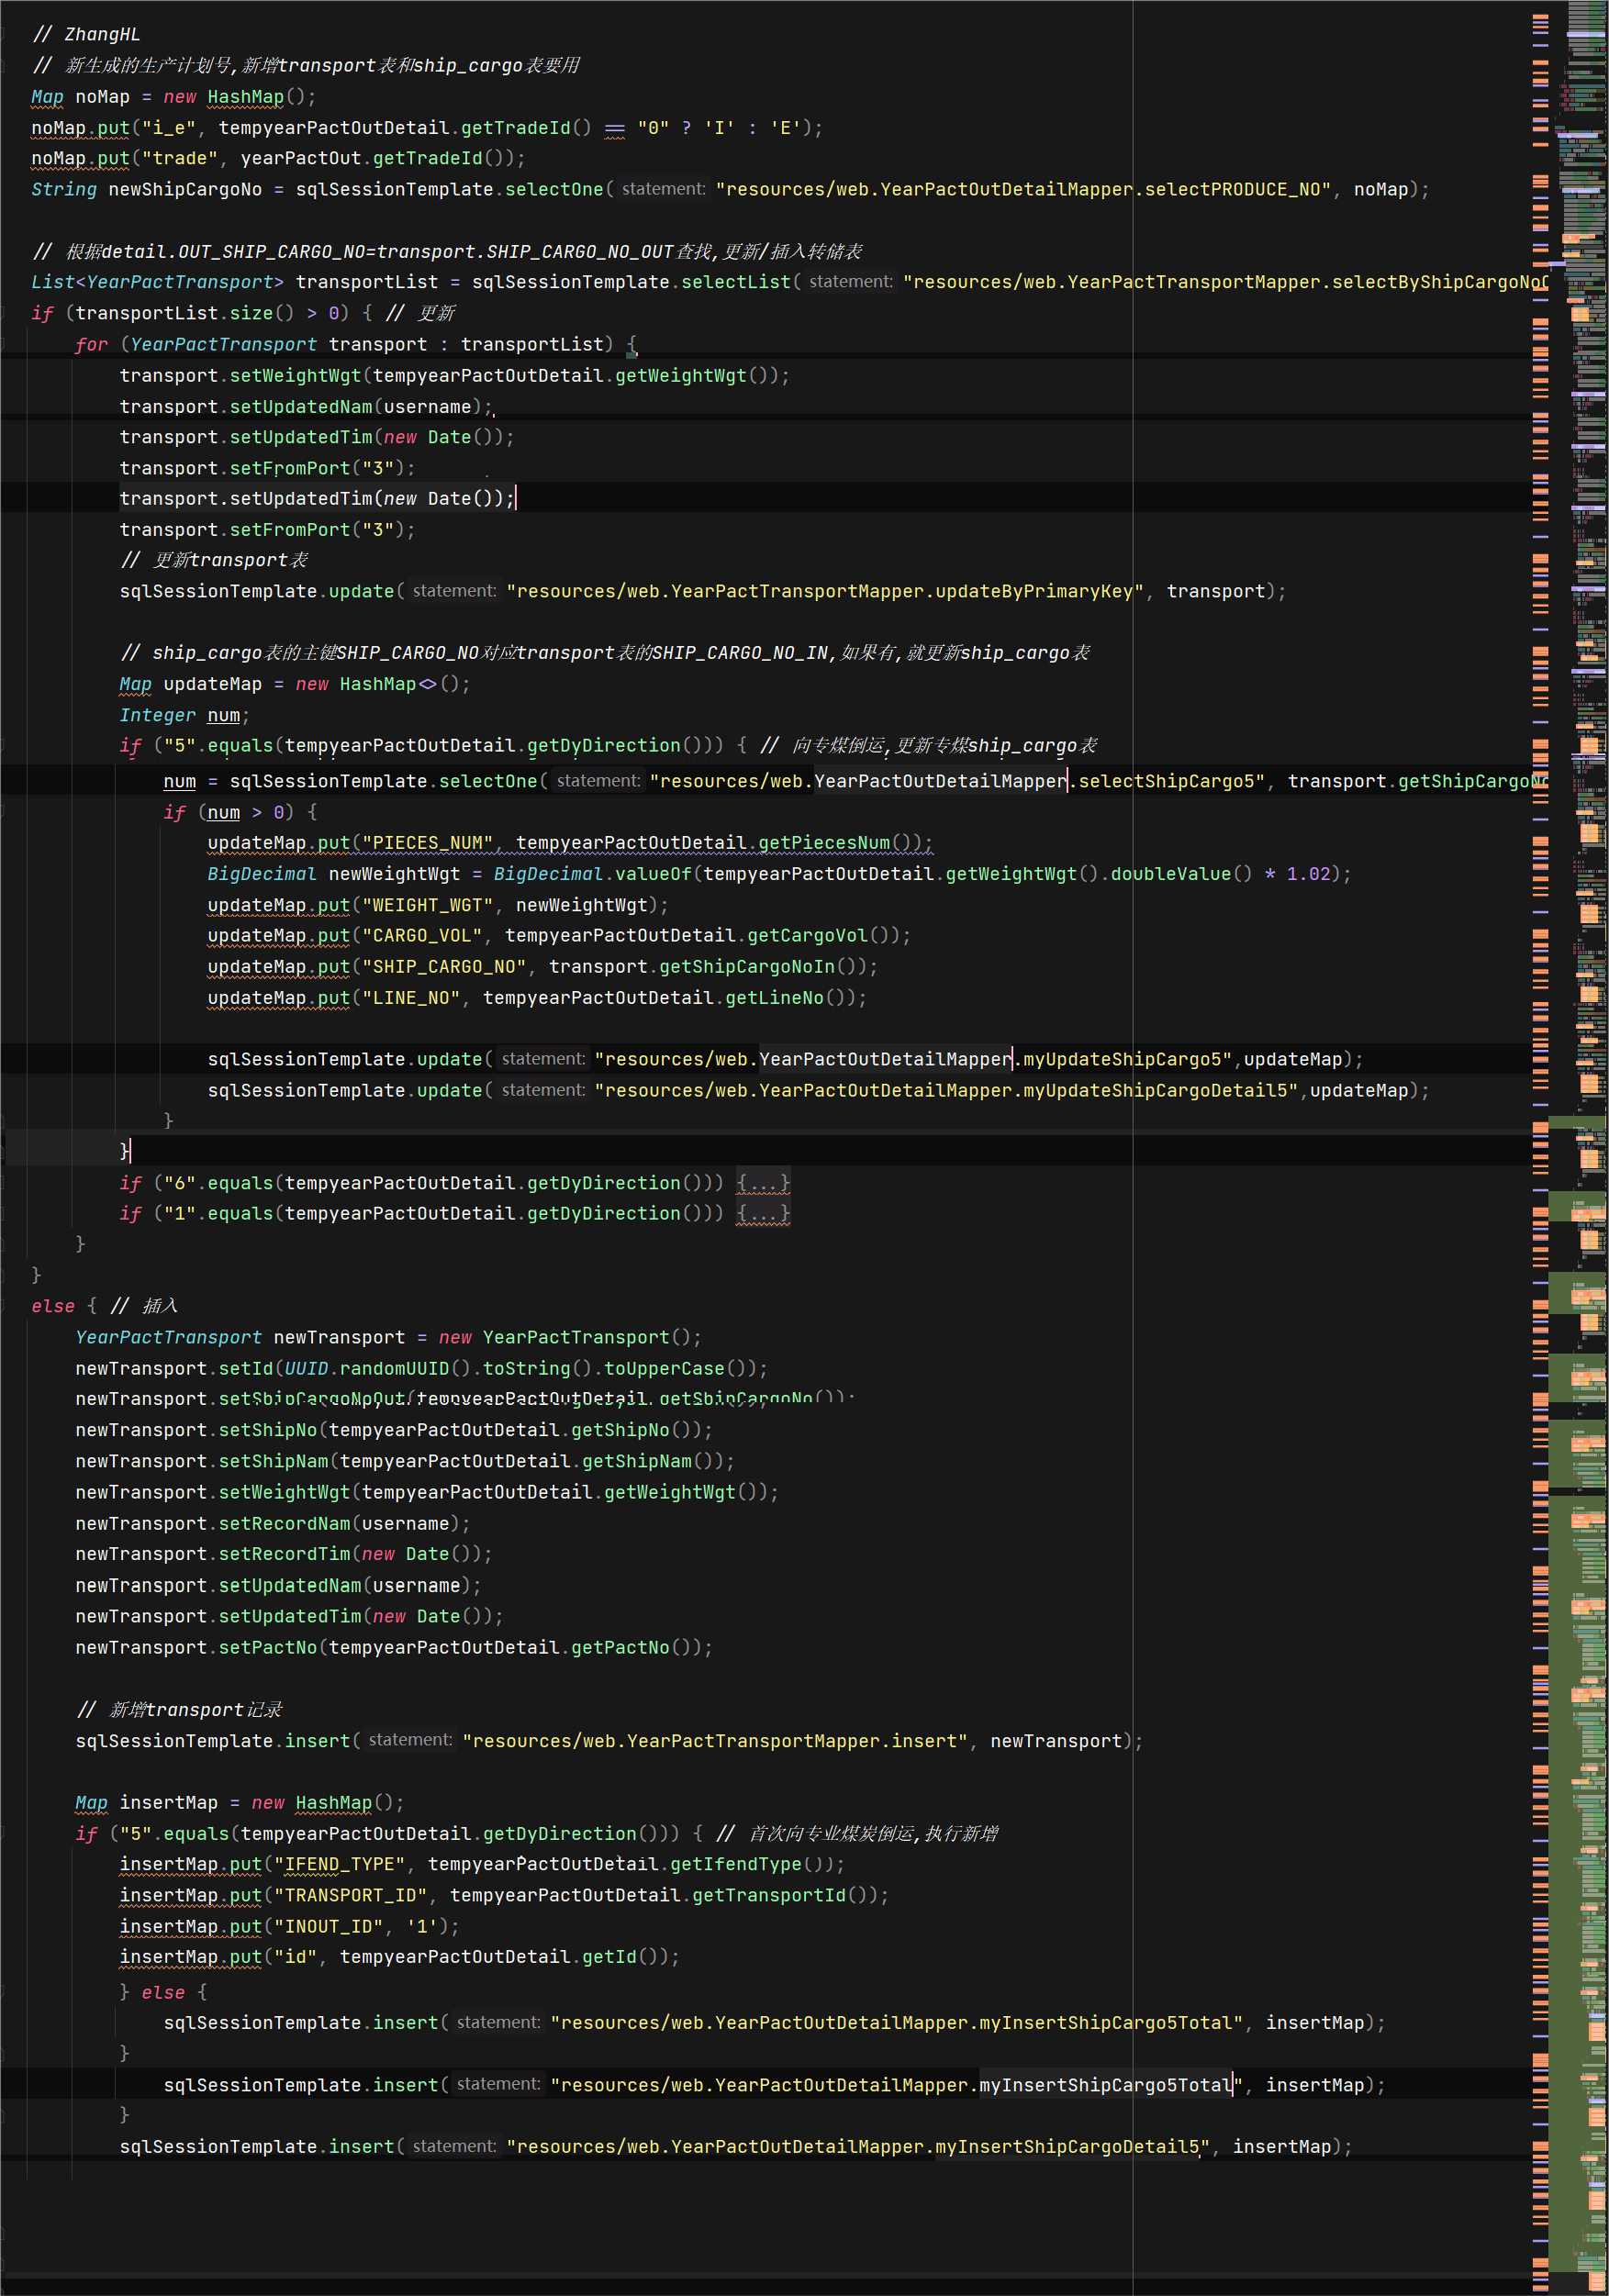 // ZhangHL
// 新生成的生产计划号,新增transport表和ship_cargo表要用
Map noMap = new HashMap();
noMap.put("i_e", tempyearPactOutDetail.getTradeId() == "0" ? 'I' : 'E');
noMap.put("trade", yearPactOut.getTradeId());
String newShipCargoNo = sqlSessionTemplate.selectOne( statement: "resources/web.YearPactOutDetailMapper.selectPRODUCE_NO", noMap);
// 根据detail.OUT_SHIP_CARGO_NO=transport.SHIP_CARGO_NO_OUT查找,更新/插入转储表
List<YearPactTransport> transportList = sqlSessionTemplate.selectList( statement: "resources/web.YearPactTransportMapper.selectByShipCargoNo
if (transportList.size() > 0) { // 更新
for (YearPactTransport transport : transportList) {
transport.setWeightWgt(tempyearPactOutDetail.getWeightWgt());
transport.setUpdatedNam(username);
transport.setUpdatedTim(new Date());
transport.setFromPort("3");
transport.setUpdatedTim(new Date());
transport.setFromPort("3");
// 更新transport表
sqlSessionTemplate.update( statement: "resources/web.YearPactTransportMapper.updateByPrimaryKey", transport);
// ship_cargo表的主键SHIP_CARGO_NO对应transport表的SHIP_CARGO_NO_IN,如果有,就更新ship_cargo表
Map updateMap = new HashMap<>();
Integer num;
if ("5".equals(tempyearPactOutDetail.getDyDirection())) { // 向专煤倒运,更新专煤ship_cargo表
num = sqlSessionTemplate.selectOne( statement: "resources/web.YearPactOutDetailMapper.selectShipCargo5", transport.getShipCargoNo
if (num > 0) {
updateMap.put("PIECES_NUM", tempyearPactOutDetail.getPiecesNum());
BigDecimal newWeightWgt = BigDecimal.valueOf(tempyearPactOutDetail.getWeightWgt().doubleValue() * 1.02);
updateMap.put("WEIGHT_WGT", newWeightWgt);
updateMap.put("CARGO_VOL", tempyearPactOutDetail.getCargoVol());
updateMap.put("SHIP_CARGO_NO", transport.getShipCargoNoIn());
updateMap.put("LINE_NO", tempyearPactOutDetail.getLineNo());
sqlSessionTemplate.update( statement: "resources/web.YearPactOutDetailMapper.myUpdateShipCargo5",updateMap);
sqlSessionTemplate.update( statement: "resources/web.YearPactOutDetailMapper.myUpdateShipCargoDetail5",updateMap);
}
}
if ("6".equals(tempyearPactOutDetail.getDyDirection())) {...}
if ("1".equals(tempyearPactOutDetail.getDyDirection())) {...}
}
}
else { // 插入
YearPactTransport newTransport = new YearPactTransport();
newTransport.setId(UUID.randomUUID().toString().toUpperCase());
newTransport.setShipCargoNoOut(tempyearPactOutDetail.getShipCargoNo());
newTransport.setShipNo(tempyearPactOutDetail.getShipNo());
newTransport.setShipNam(tempyearPactOutDetail.getShipNam());
newTransport.setWeightWgt(tempyearPactOutDetail.getWeightWgt());
newTransport.setRecordNam(username);
newTransport.setRecordTim(new Date());
newTransport.setUpdatedNam(username);
newTransport.setUpdatedTim(new Date());
newTransport.setPactNo(tempyearPactOutDetail.getPactNo());
// 新增transport记录
sqlSessionTemplate.insert( statement: "resources/web.YearPactTransportMapper.insert", newTransport);
Map insertMap = new HashMap();
if ("5".equals(tempyearPactOutDetail.getDyDirection())) { // 首次向专业煤炭倒运,执行新增
insertMap.put("IFEND_TYPE", tempyearPactOutDetail.getIfendType());
insertMap.put("TRANSPORT_ID", tempyearPactOutDetail.getTransportId());
insertMap.put("INOUT_ID", '1');
insertMap.put("id", tempyearPactOutDetail.getId());
} else {
sqlSessionTemplate.insert( statement: "resources/web.YearPactOutDetailMapper.myInsertShipCargo5Total", insertMap);
}
sqlSessionTemplate.insert( statement: "resources/web.YearPactOutDetailMapper.myInsertShipCargo5Total", insertMap);
}
sqlSessionTemplate.insert( statement: "resources/web.YearPactOutDetailMapper.myInsertShipCargoDetail5", insertMap);